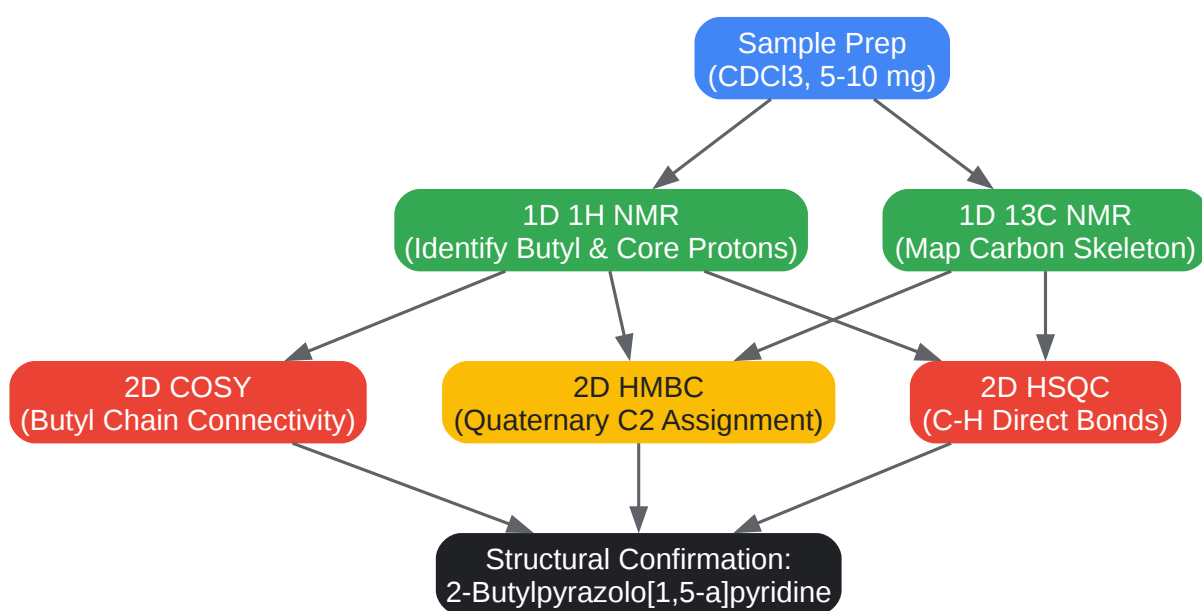 Sample Prep
(CDCl3, 5-10 mg)
1D 1H NMR
(Identify Butyl & Core Protons)
1D 13C NMR
(Map Carbon Skeleton)
2D COSY
(Butyl Chain Connectivity)
2D HMBC
(Quaternary C2 Assignment)
2D HSQC
(C-H Direct Bonds)
Structural Confirmation:
2-Butylpyrazolo[1,5-a]pyridine